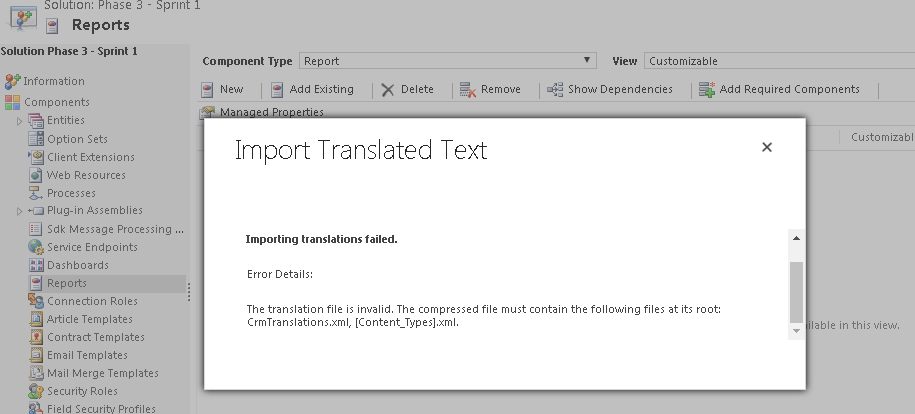 Solution: Phase 3 - Sprint 1
Reports
Solution Phase 3 - Sprint 1
Information
Components
Entities
Option Sets
Client Extensions
Web Resources
Processes
Plug-in Assemblies
Sdk Message Processing ...
Service Endpoints
Dashboards
Reports
Connection Roles
Article Templates
Contract Templates
Email Templates
Mail Merge Templates
Security Roles
Field Security Profiles
Component Type Report View Customizable
New Add Existing Delete Remove Show Dependencies Add Required Components
Managed Properties
Customizabl
Import Translated Text
Importing translations failed.
Error Details:
The translation file is invalid. The compressed file must contain the following files at its root:
CrmTranslations.xml, [Content_Types].xml.
ilable in this view.